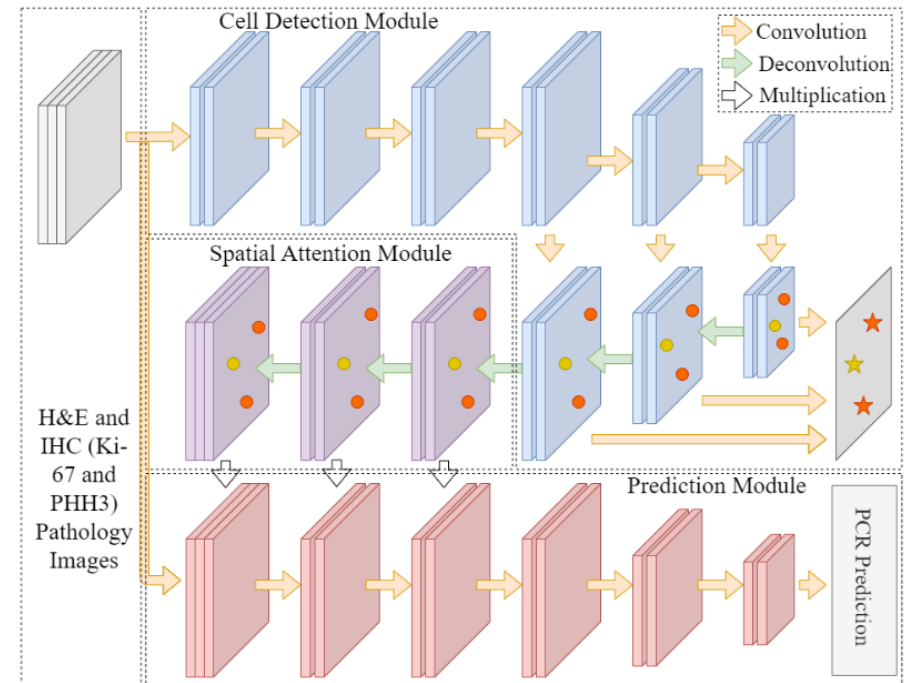 Cell Detection Module
Convolution
Deconvolution
Multiplication
Spatial Attention Module
H&E and
IHC (Ki-
67 and
PHH3)
Pathology
Images
Prediction Module
PCR Prediction